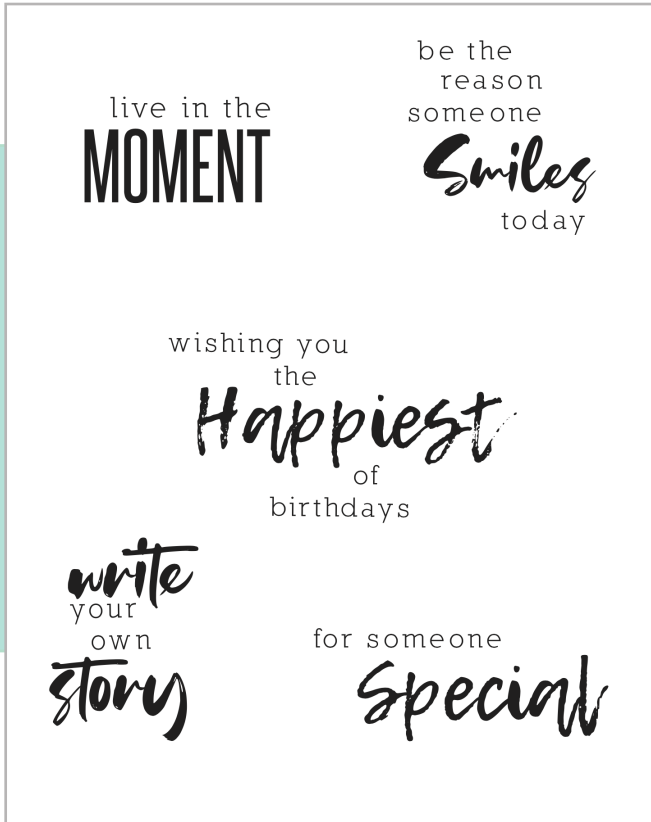 live in the
MOMENT
be the
reason
someone
Smiles
today
wishing you
the
Happiest
of
birthdays
write
your
own
story
for someone
Special